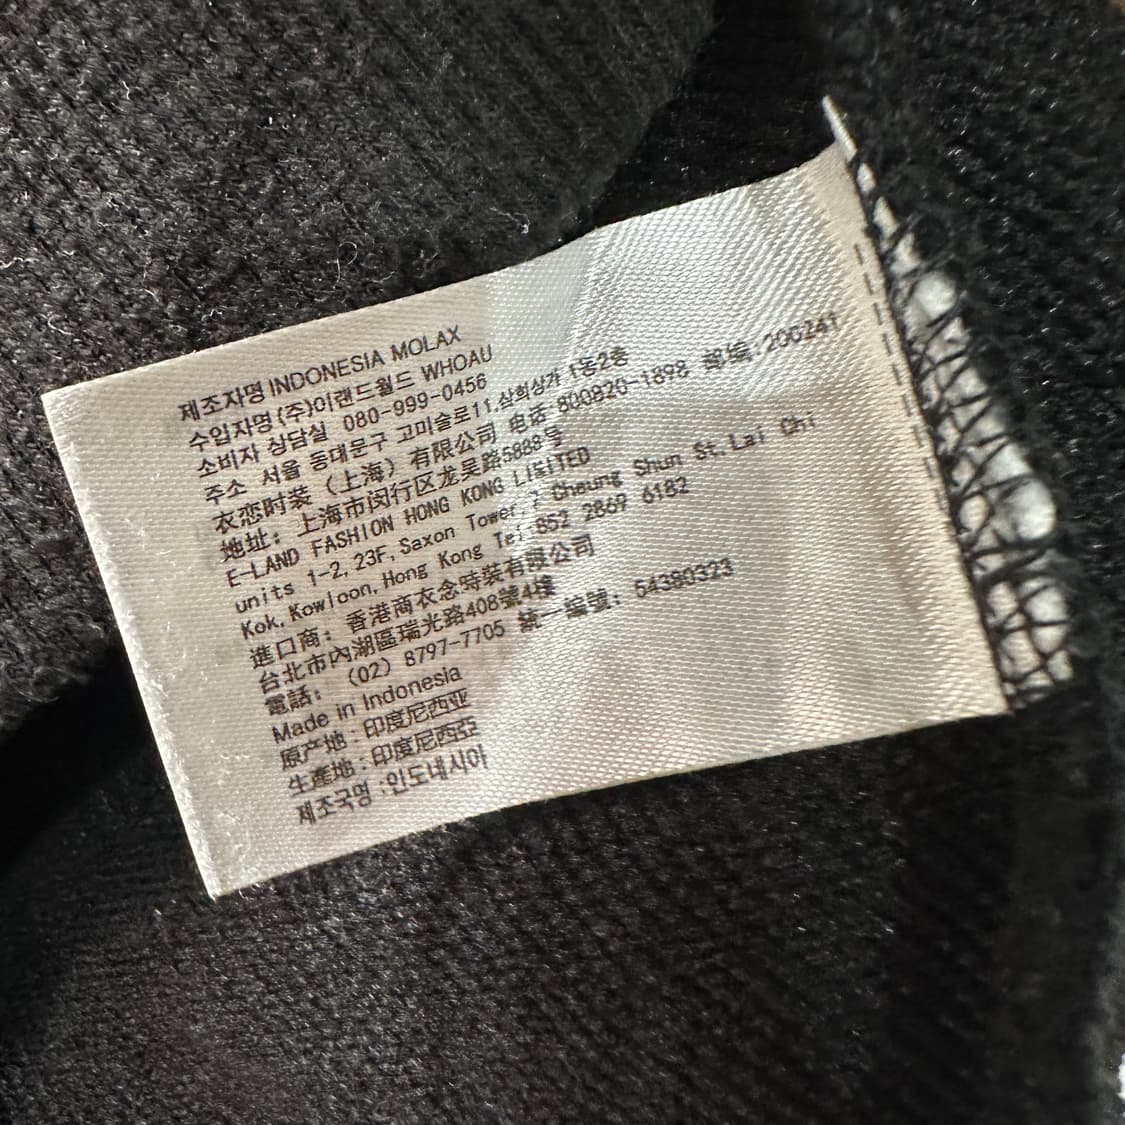 제조자명 INDONESIA MOLAX
수입자명 (주)이랜드월드 WHOAU
소비자 상담실 080-999-0456
주소 서울 동대문구 고미술로11,삼희상가 1동2층
衣恋时装（上海）有限公司 电话:800820-1898 邮编:200241
地址: 上海市闵行区龙吴路5888号
E-LAND FASHION HONG KONG LIMITED
units 1-2,23F,Saxon Tower,7 Cheung Shun St,Lai Chi
Kok,Kowloon,Hong Kong Tel 852 2869 6182
進口商: 香港商衣念時裝有限公司
台北市內湖區瑞光路408號4樓
電話: (02) 8797-7705 統一編號: 54380323
Made in Indonesia
原产地:印度尼西亚
生產地:印度尼西亞
제조국명:인도네시아